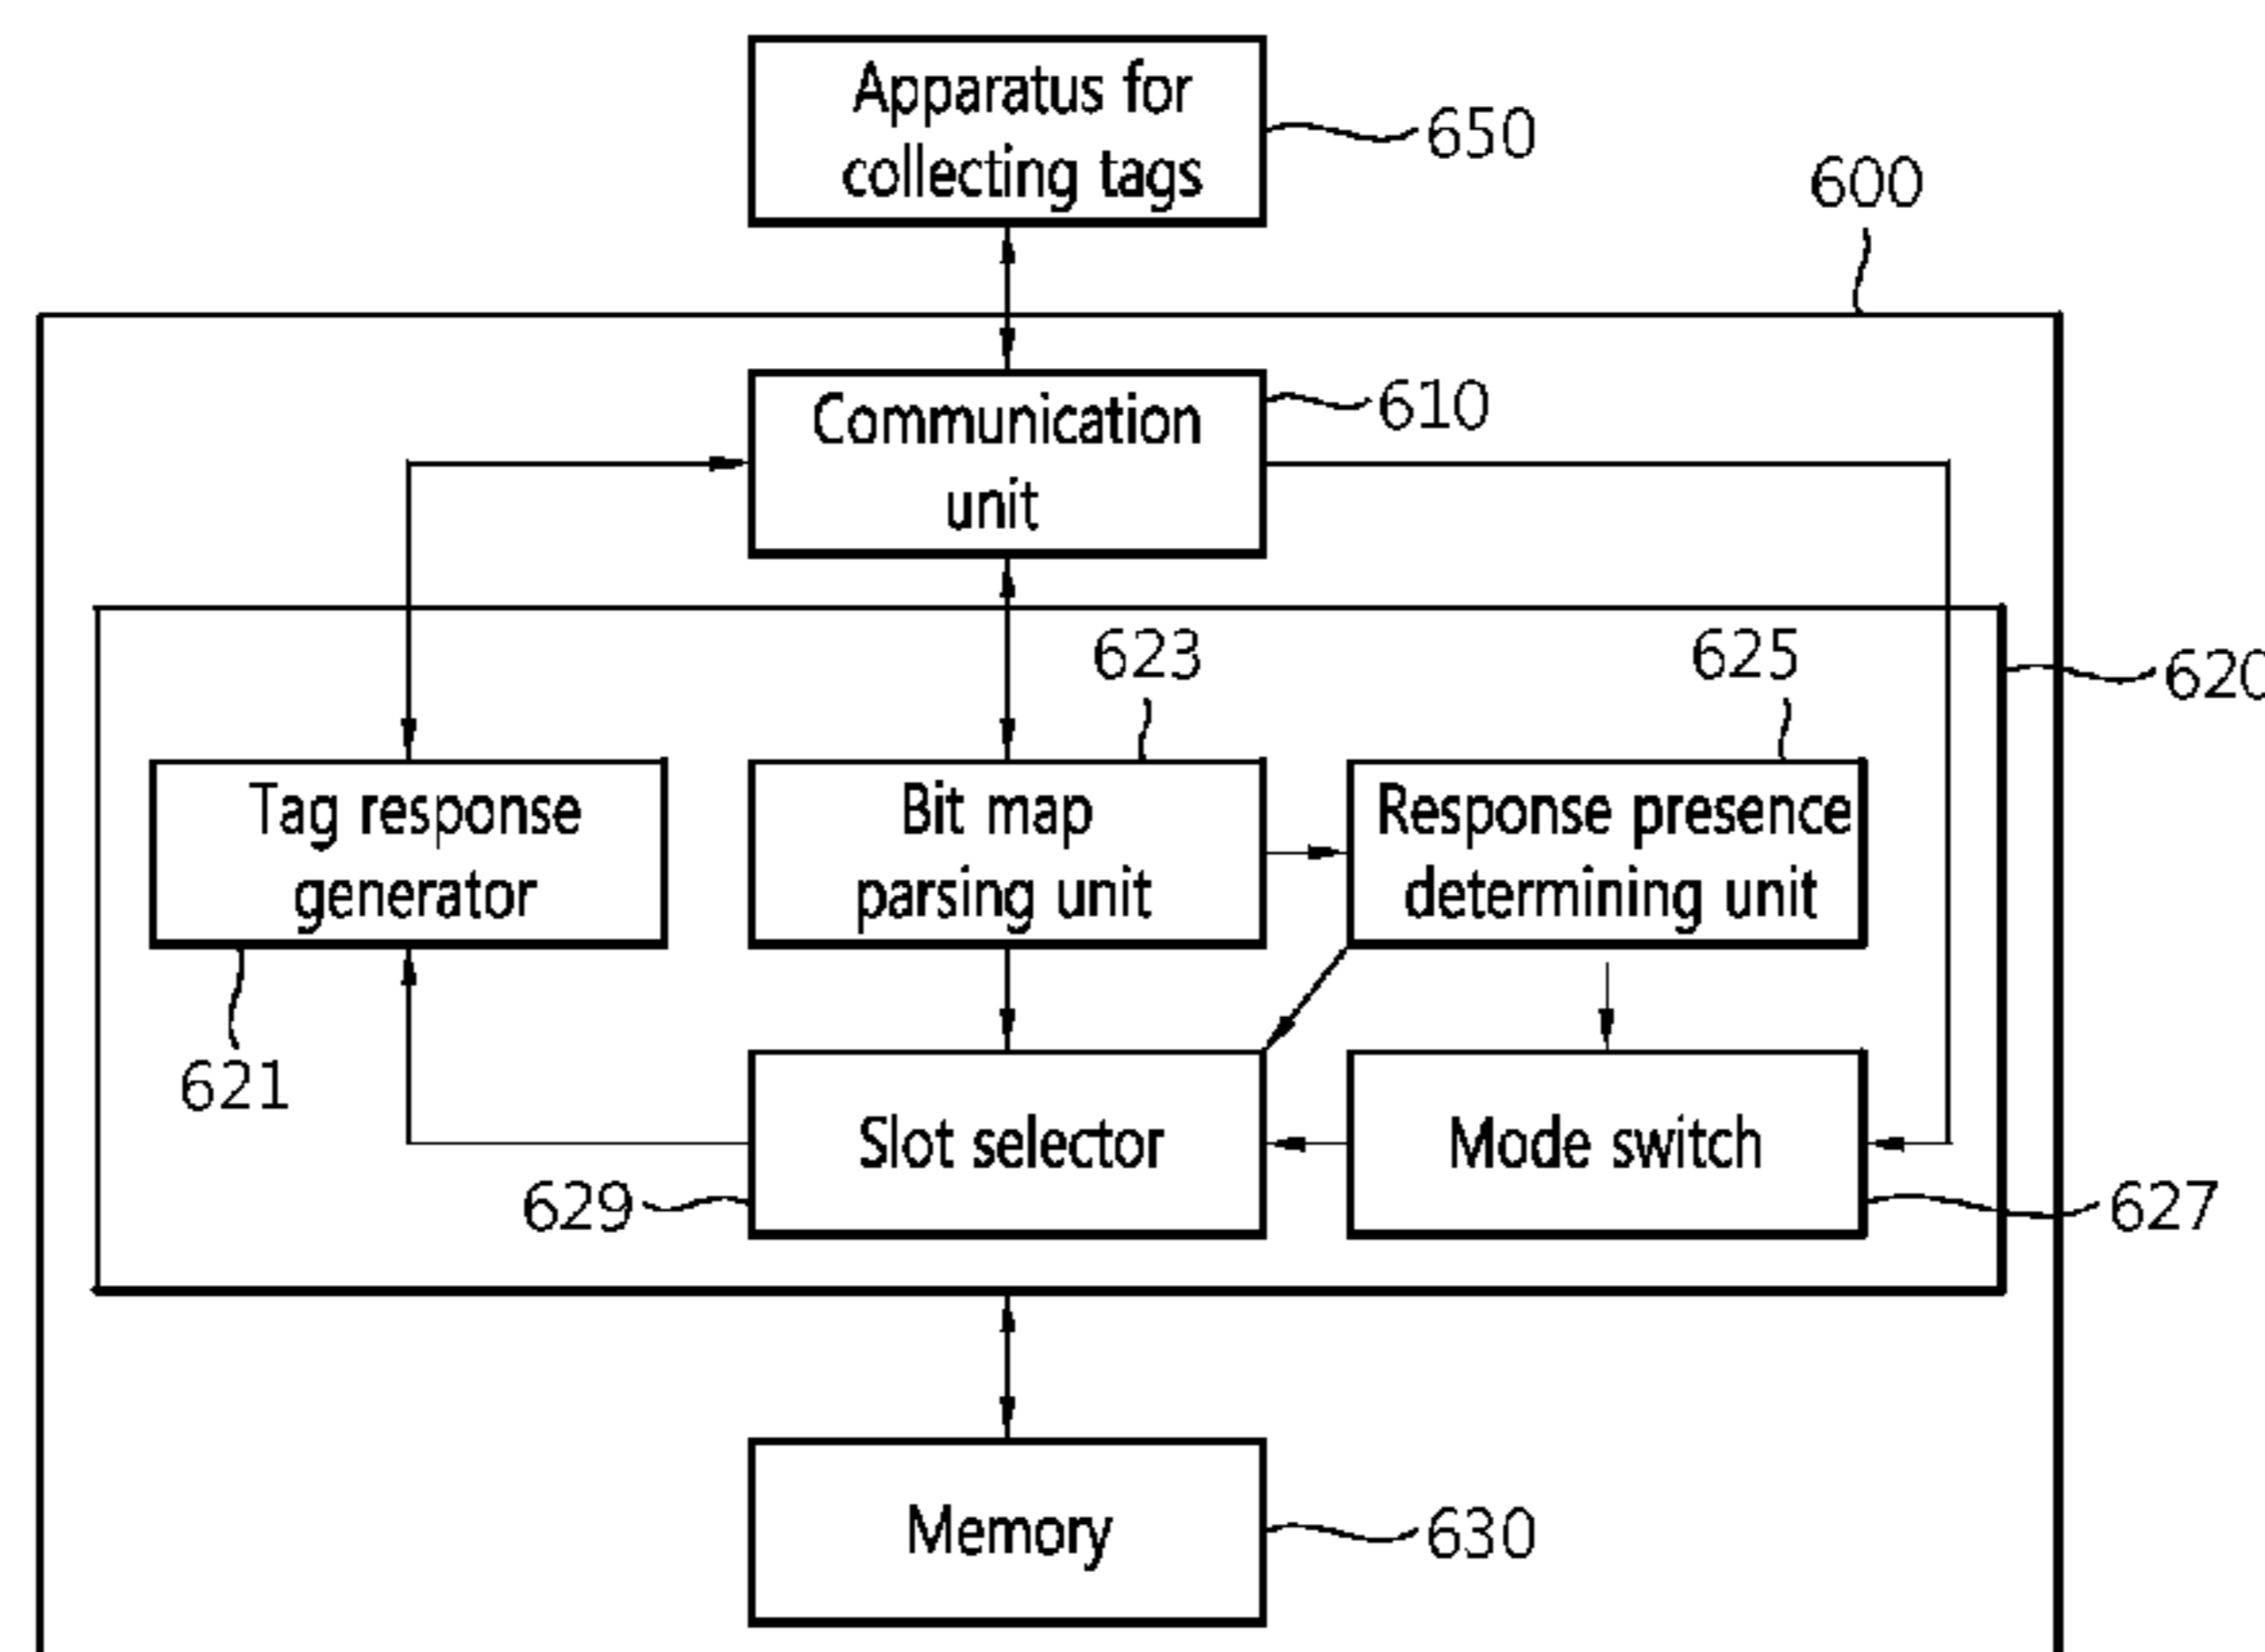 Apparatus for
collecting tags
650
600
Communication
unit
610
623
625
620
Tag response
generator
Bit map
parsing unit
Response presence
determining unit
621
Slot selector
Mode switch
629
627
Memory
630